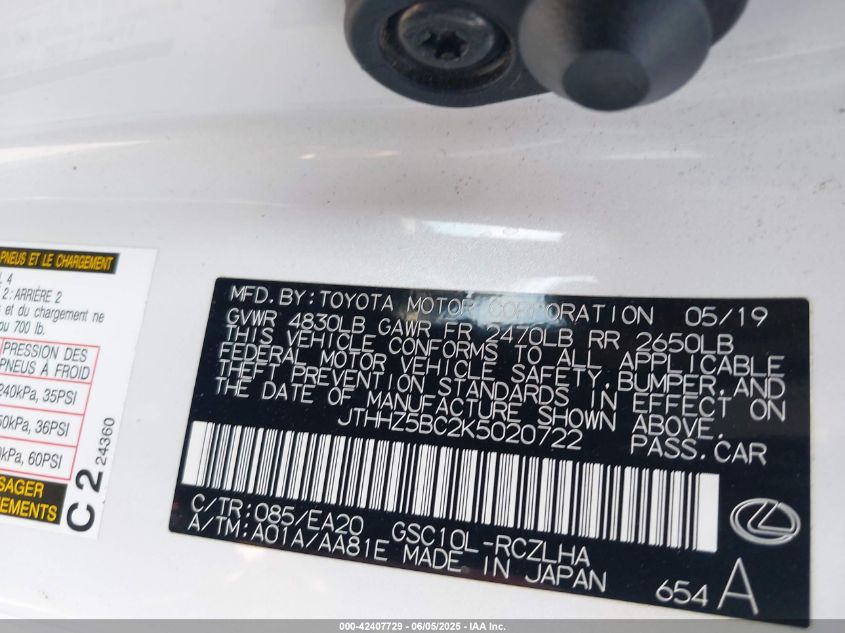 PNEUS ET LE CHARGEMENT
L 4
2 : ARRIÈRE 2
s et du chargement ne
ou 700 lb.
PRESSION DES
PNEUS À FROID
240kPa, 35PSI
50kPa, 36PSI
kPa, 60PSI
SAGER
EMENTS
C 2 24360
MFD. BY: TOYOTA MOTOR CORPORATION 05/19
GVWR 4830LB GAWR FR 2470LB RR 2650LB
THIS VEHICLE CONFORMS TO ALL APPLICABLE
FEDERAL MOTOR VEHICLE SAFETY, BUMPER, AND
THEFT PREVENTION STANDARDS IN EFFECT ON
THE DATE OF MANUFACTURE SHOWN ABOVE.
JTHHZ5BC2K5020722 PASS. CAR
C/TR: 085/EA20 GSC10L-RCZLHA
A/TM: A01A/AA81E MADE IN JAPAN
654 A
000-42407729 - 06/05/2025 - IAA Inc.